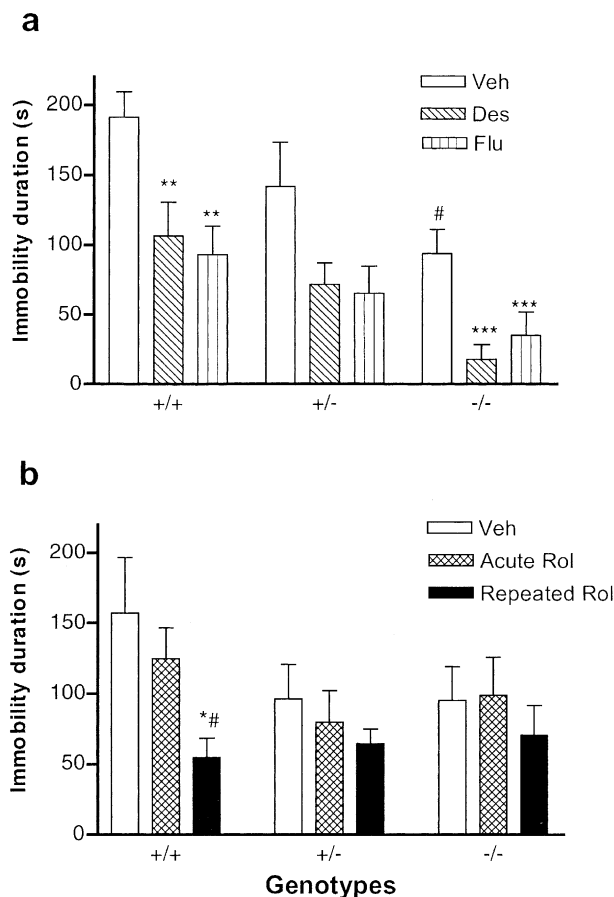 a
Immobility duration (s)
200
150
100
50
0
Veh
Des
Flu
**
**
#
***
***
+/+
+/-
-/-
b
Immobility duration (s)
200
150
100
50
0
Veh
Acute Rol
Repeated Rol
*#
+/+
+/-
-/-
Genotypes